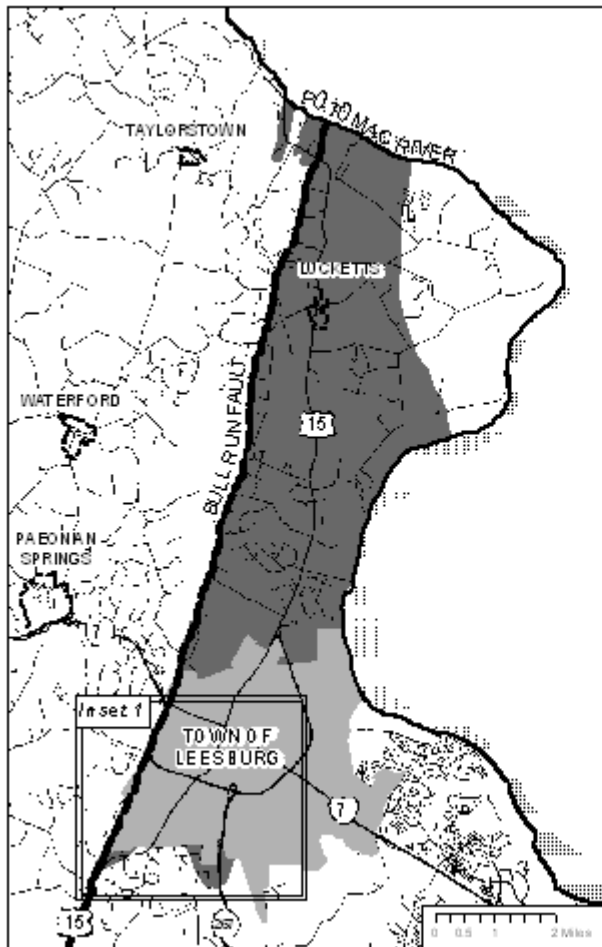 POTOMAC RIVER
TAYLORSTOWN
LUCKETTS
BULL RUN FAULT
WATERFORD
15
PAEONIAN
SPRINGS
7
Inset 1
TOWN OF
LEESBURG
7
15
0 0.5 1 2 Miles